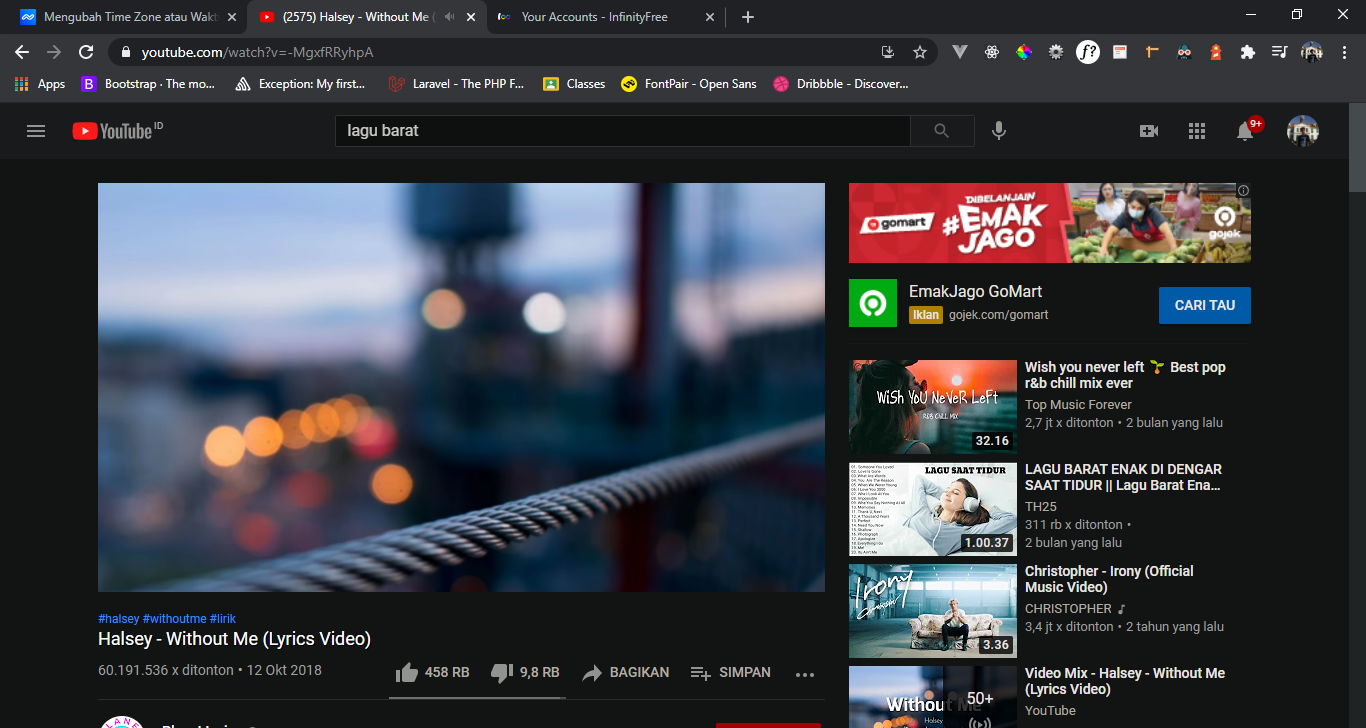 Mengubah Time Zone atau Wakt
(2575) Halsey - Without Me (
Your Accounts - InfinityFree
youtube.com/watch?v=-MgxfRRyhpA
Apps
B Bootstrap · The mo...
Exception: My first...
Laravel - The PHP F...
Classes
FontPair - Open Sans
Dribbble - Discover...
YouTube ID
lagu barat
9+
gomart
DIBELANJAIN
#EMAK
JAGO
gojek
EmakJago GoMart
Iklan gojek.com/gomart
CARI TAU
WiSh YoU NeVeR LeFt
R&B CHILL MIX
32.16
Wish you never left 🌱 Best pop
r&b chill mix ever
Top Music Forever
2,7 jt x ditonton • 2 bulan yang lalu
LAGU SAAT TIDUR
1.00.37
LAGU BARAT ENAK DI DENGAR
SAAT TIDUR || Lagu Barat Ena...
TH25
311 rb x ditonton •
2 bulan yang lalu
Irony
3.36
Christopher - Irony (Official
Music Video)
CHRISTOPHER
3,4 jt x ditonton • 2 tahun yang lalu
Without Me
Halsey
50+
Video Mix - Halsey - Without Me
(Lyrics Video)
YouTube
#halsey #withoutme #lirik
Halsey - Without Me (Lyrics Video)
60.191.536 x ditonton • 12 Okt 2018
458 RB
9,8 RB
BAGIKAN
SIMPAN